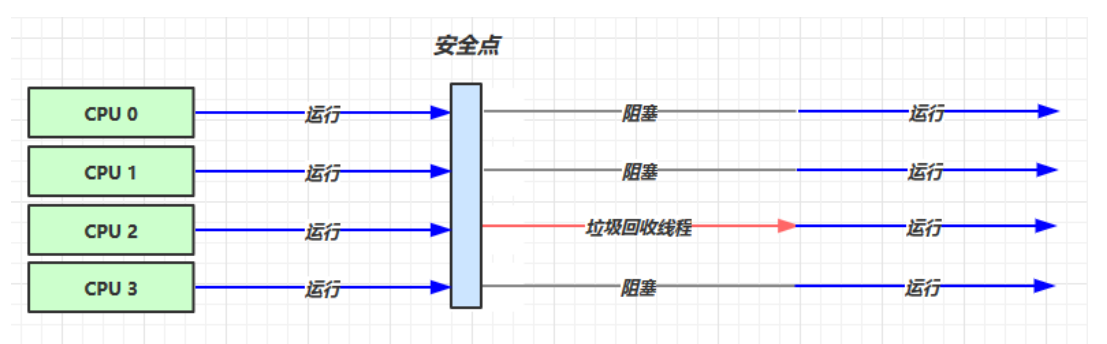 安全点
CPU 0 运行 阻塞 运行
CPU 1 运行 阻塞 运行
CPU 2 运行 垃圾回收线程 运行
CPU 3 运行 阻塞 运行